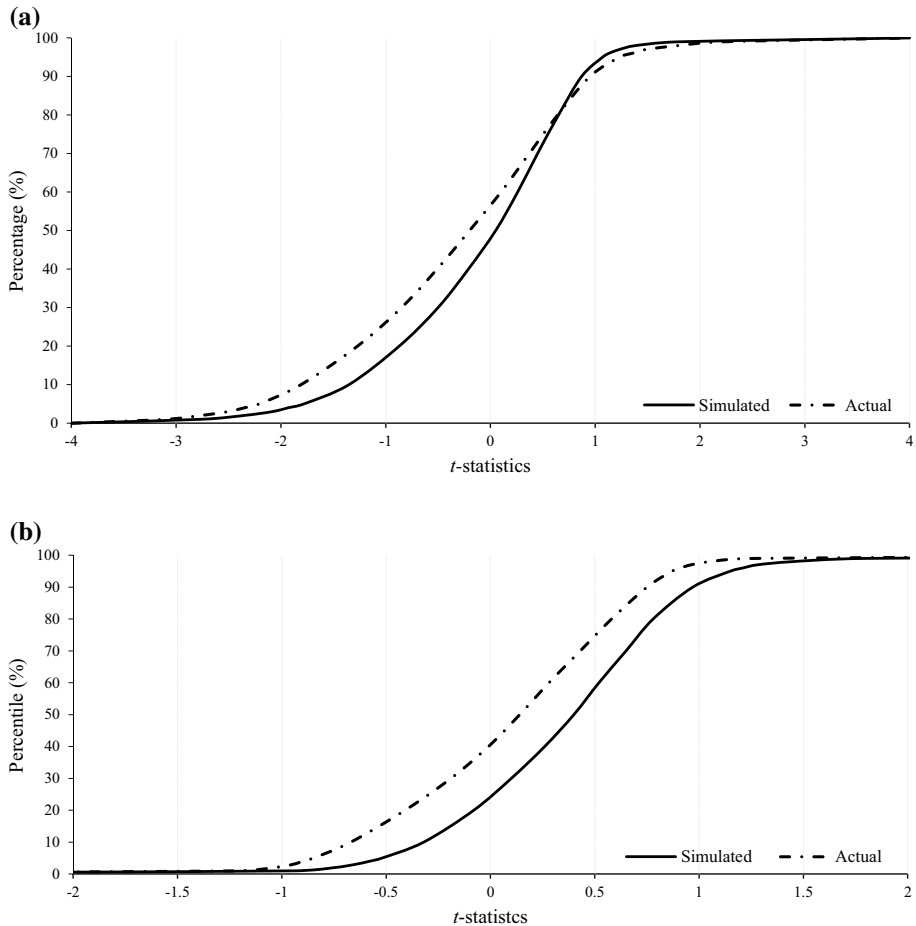 (a)
100
90
80
70
60
50
40
30
20
10
0
Percentage (%)
-4 -3 -2 -1 0 1 2 3 4
t-statistics
Simulated Actual
(b)
100
90
80
70
60
50
40
30
20
10
0
Percentile (%)
-2 -1.5 -1 -0.5 0 0.5 1 1.5 2
t-statistcs
Simulated Actual